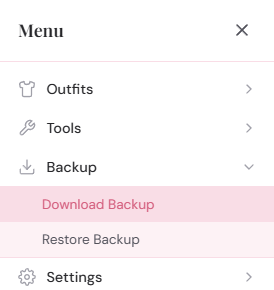 Menu
Outfits
Tools
Backup
Download Backup
Restore Backup
Settings